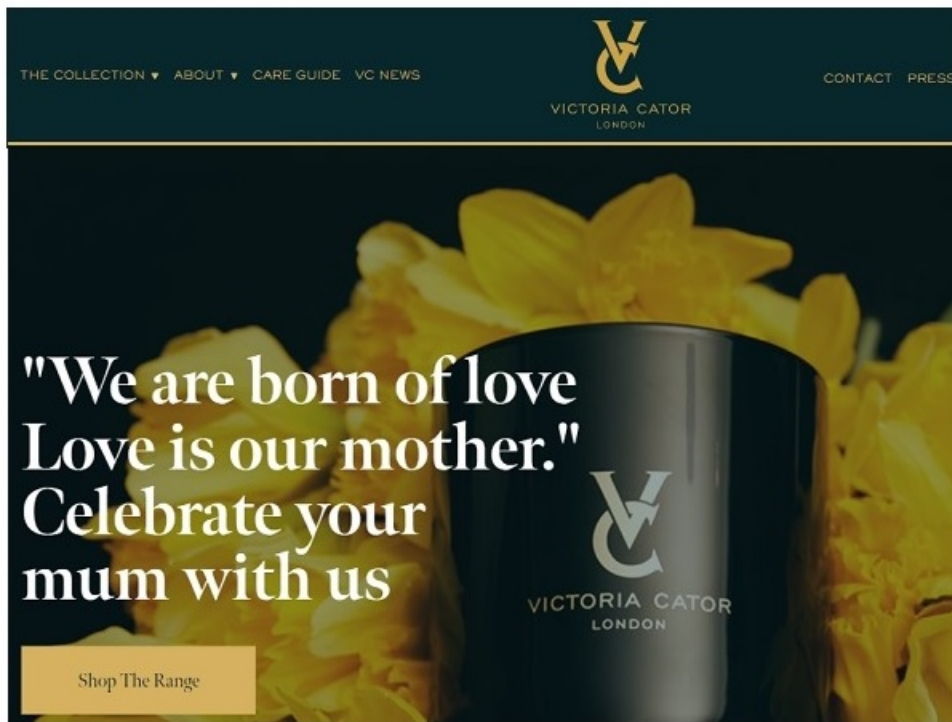 THE COLLECTION ▼ ABOUT ▼ CARE GUIDE VC NEWS
VC
VICTORIA CATOR
LONDON
CONTACT PRESS
"We are born of love
Love is our mother."
Celebrate your
mum with us
Shop The Range
VC
VICTORIA CATOR
LONDON